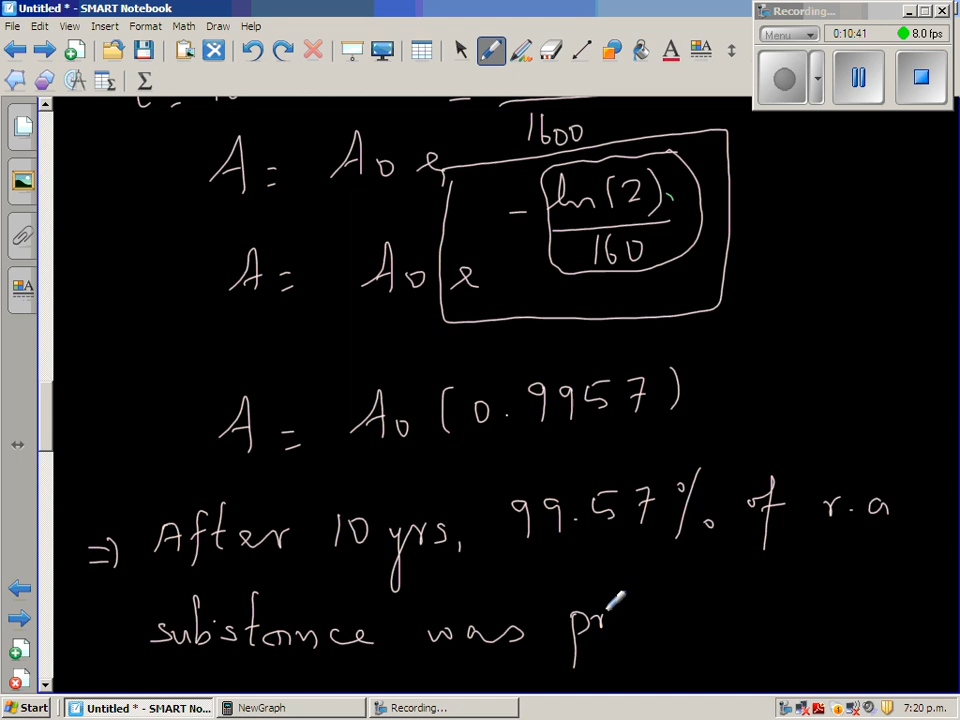 Untitled * - SMART Notebook
Recording...
File Edit View Insert Format Math Draw Help
Menu 0:10:41 8.0 fps
1600
A = A0 e
- ln(2)
160
A = A0 e
A = A0 (0.9957)
⇒ After 10 yrs, 99.57% of r.a
substance was pr
Start Untitled * - SMART No... NewGraph Recording... 7:20 p.m.